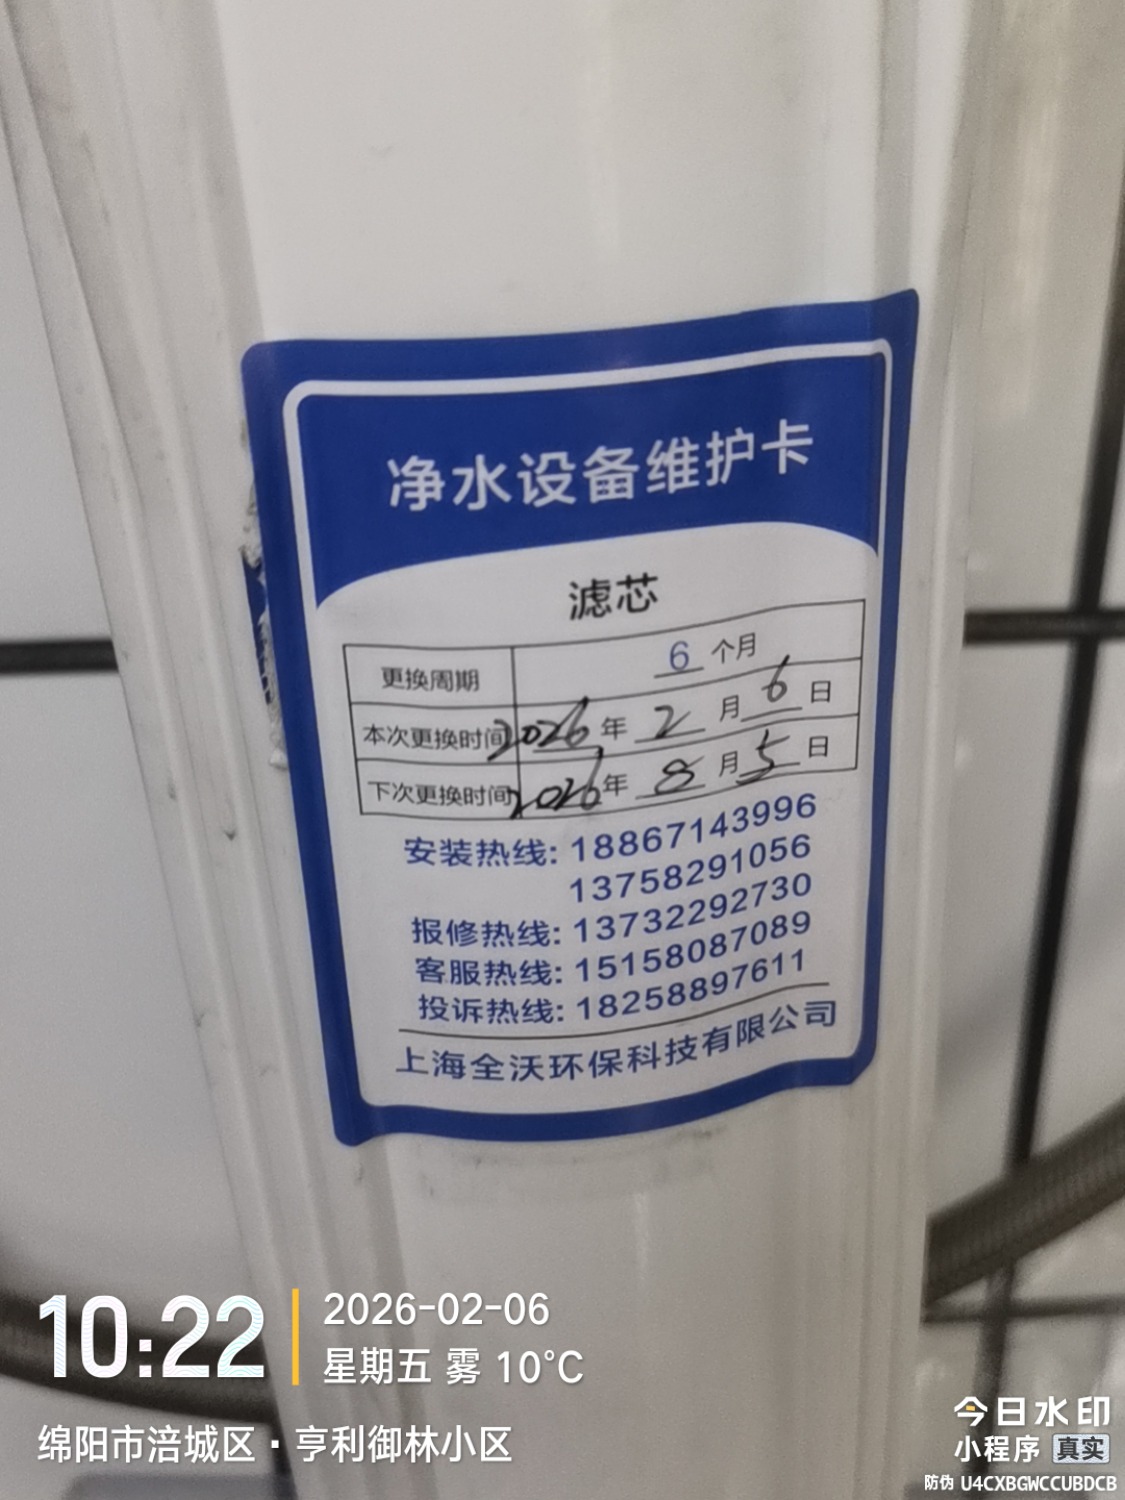 净水设备维护卡
滤芯
更换周期 6 个月
本次更换时间 2026 年 2 月 6 日
下次更换时间 2026 年 8 月 5 日
安装热线: 18867143996
13758291056
报修热线: 13732292730
客服热线: 15158087089
投诉热线: 18258897611
上海全沃环保科技有限公司
10:22
2026-02-06
星期五 雾 10°C
绵阳市涪城区·亨利御林小区
今日水印
小程序 真实
防伪 U4CXBGWCCUBDCB